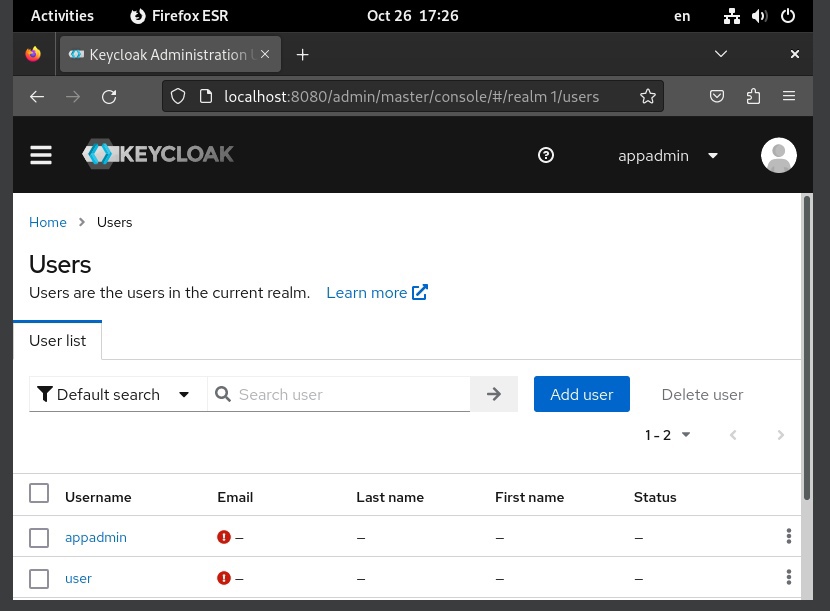 Activities Firefox ESR Oct 26 17:26 en
Keycloak Administration
localhost:8080/admin/master/console/#/realm 1/users
KEYCLOAK appadmin
Home Users
Users
Users are the users in the current realm. Learn more
User list
Default search Search user Add user Delete user
1 - 2
Username Email Last name First name Status
appadmin – – – –
user – – – –